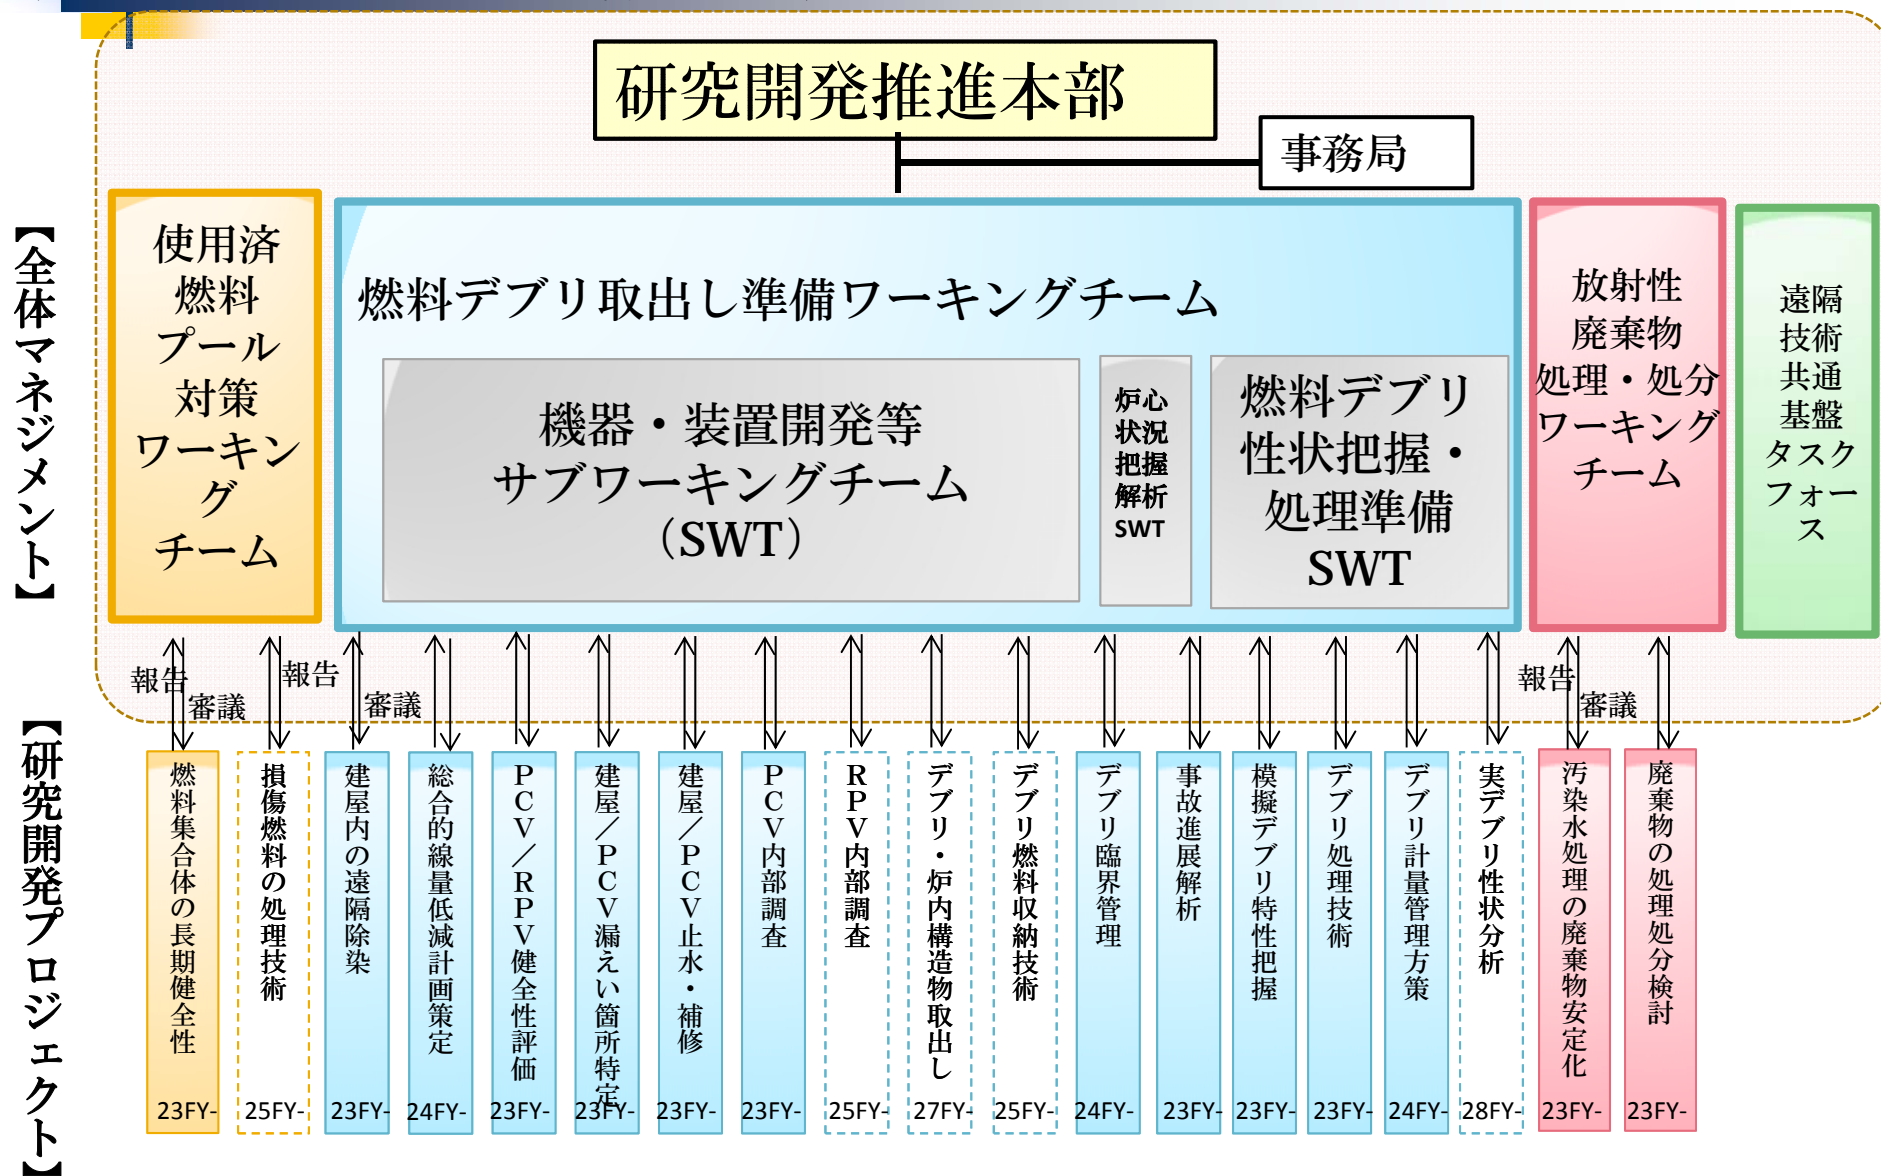 研究開発推進本部
事務局
【全体マネジメント】
使用済
燃料
プール
対策
ワーキン
グ
チーム
燃料デブリ取出し準備ワーキングチーム
機器・装置開発等
サブワーキングチーム
（SWT）
炉心
状況
把握
解析
SWT
燃料デブリ
性状把握・
処理準備
SWT
放射性
廃棄物
処理・処分
ワーキング
チーム
遠隔
技術
共通
基盤
タスク
フォー
ス
報告
審議
報告
審議
報告
審議
【研究開発プロジェクト】
燃料集合体の長期健全性
23FY-
損傷燃料の処理技術
25FY-
建屋内の遠隔除染
23FY-
総合的線量低減計画策定
24FY-
ＰＣＶ／ＲＰＶ健全性評価
23FY-
建屋／ＰＣＶ漏えい箇所特定
23FY-
建屋／ＰＣＶ止水・補修
23FY-
ＰＣＶ内部調査
23FY-
ＲＰＶ内部調査
25FY-
デブリ・炉内構造物取出し
27FY-
デブリ燃料収納技術
25FY-
デブリ臨界管理
24FY-
事故進展解析
23FY-
模擬デブリ特性把握
23FY-
デブリ処理技術
23FY-
デブリ計量管理方策
24FY-
実デブリ性状分析
28FY-
汚染水処理の廃棄物安定化
23FY-
廃棄物の処理処分検討
23FY-